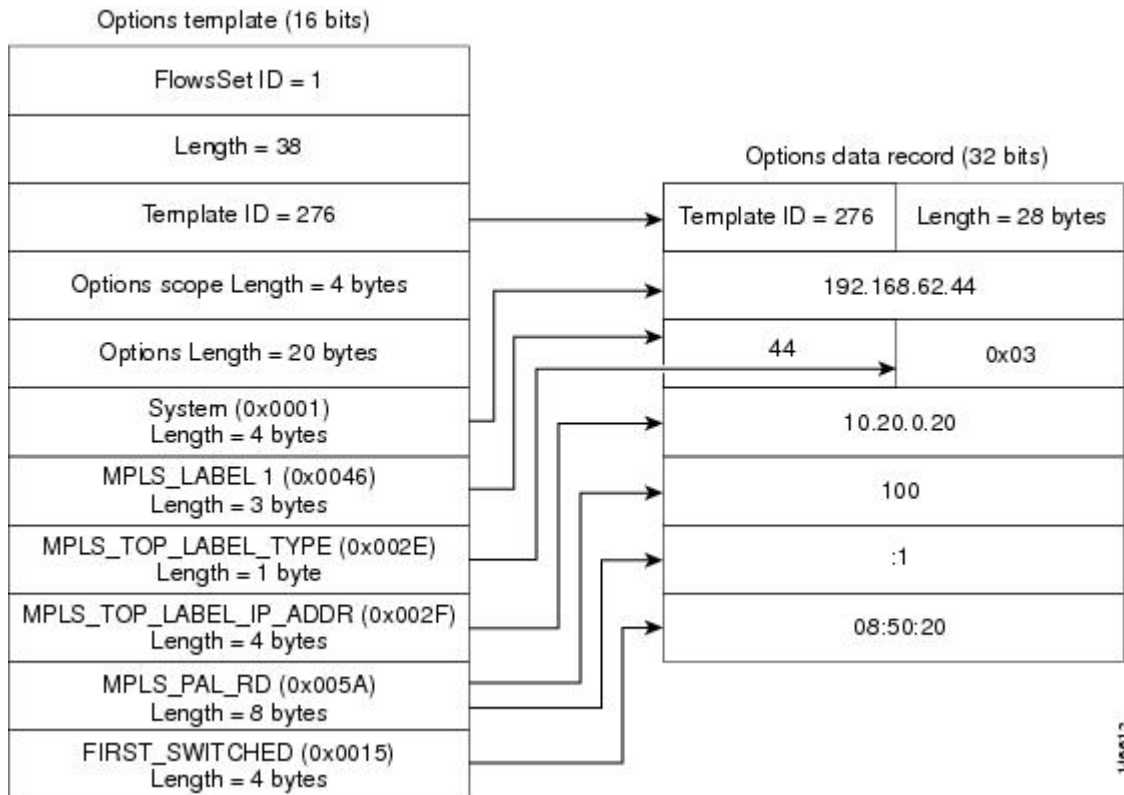 Options template (16 bits)
FlowsSet ID = 1
Length = 38
Template ID = 276
Options scope Length = 4 bytes
Options Length = 20 bytes
System (0x0001)
Length = 4 bytes
MPLS_LABEL 1 (0x0046)
Length = 3 bytes
MPLS_TOP_LABEL_TYPE (0x002E)
Length = 1 byte
MPLS_TOP_LABEL_IP_ADDR (0x002F)
Length = 4 bytes
MPLS_PAL_RD (0x005A)
Length = 8 bytes
FIRST_SWITCHED (0x0015)
Length = 4 bytes
Options data record (32 bits)
Template ID = 276
Length = 28 bytes
192.168.62.44
44
0x03
10.20.0.20
100
:1
08:50:20